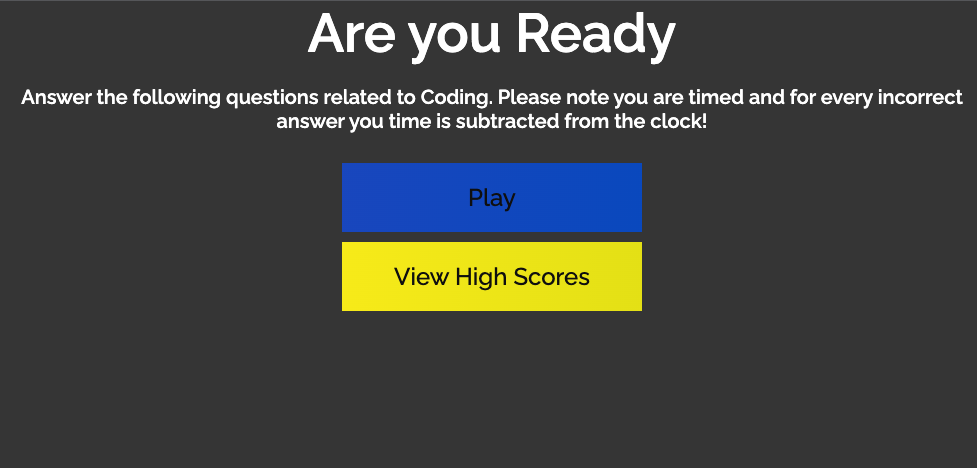 Are you Ready
Answer the following questions related to Coding. Please note you are timed and for every incorrect
answer you time is subtracted from the clock!
Play
View High Scores